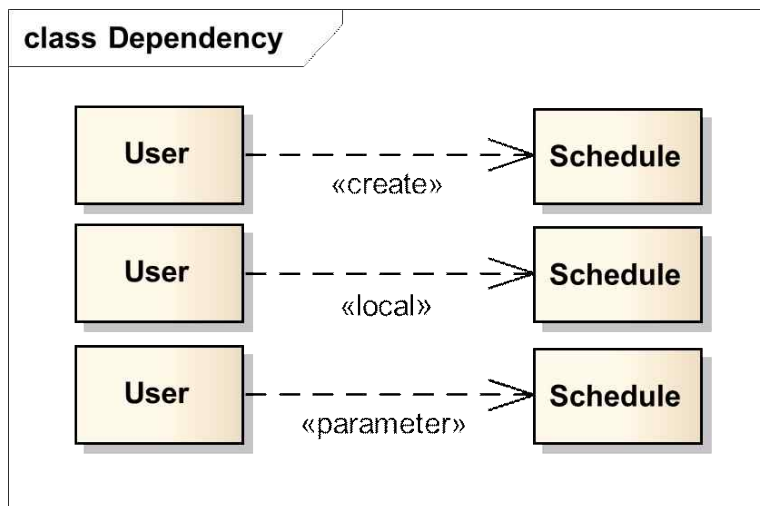 class Dependency
User
Schedule
«create»
User
Schedule
«local»
User
Schedule
«parameter»